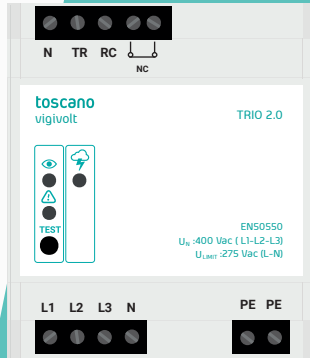 N TR RC
NC
toscano
vigivolt
TRIO 2.0
TEST
EN50550
UN :400 Vac ( L1-L2-L3)
ULIMIT :275 Vac (L-N)
L1 L2 L3 N PE PE